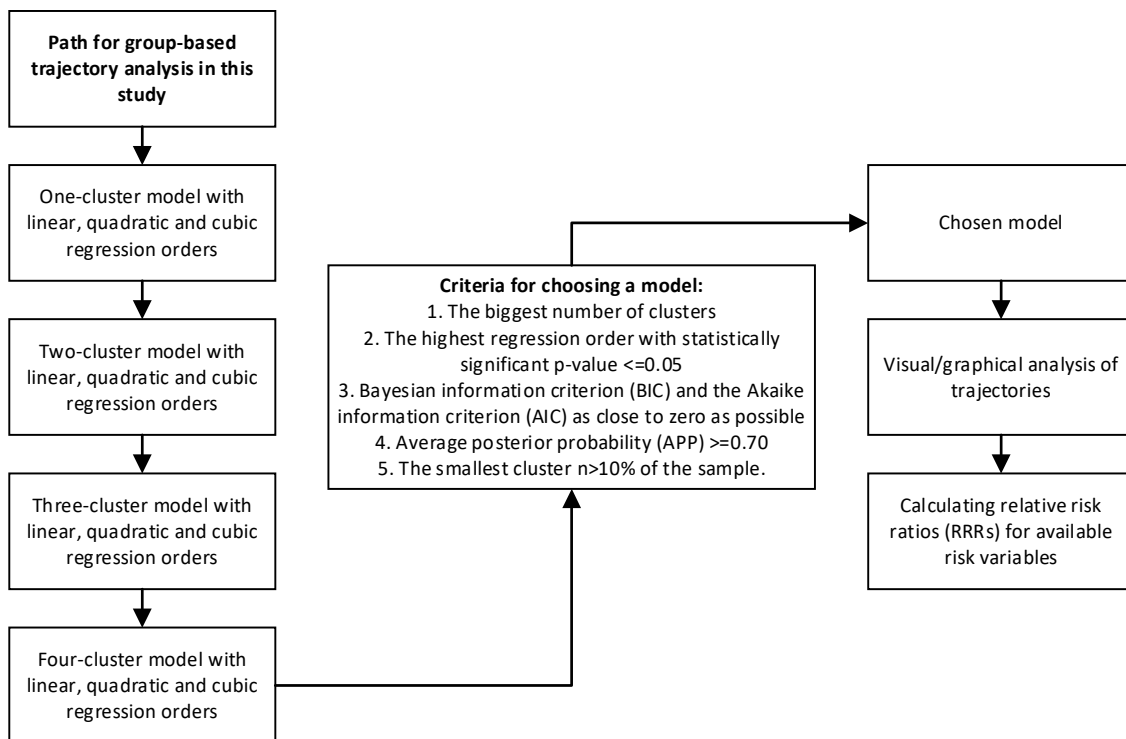 Path for group-based
trajectory analysis in this
study
One-cluster model with
linear, quadratic and cubic
regression orders
Two-cluster model with
linear, quadratic and cubic
regression orders
Three-cluster model with
linear, quadratic and cubic
regression orders
Four-cluster model with
linear, quadratic and cubic
regression orders
Criteria for choosing a model:
1. The biggest number of clusters
2. The highest regression order with statistically
significant p-value <=0.05
3. Bayesian information criterion (BIC) and the Akaike
information criterion (AIC) as close to zero as possible
4. Average posterior probability (APP) >=0.70
5. The smallest cluster n>10% of the sample.
Chosen model
Visual/graphical analysis of
trajectories
Calculating relative risk
ratios (RRRs) for available
risk variables